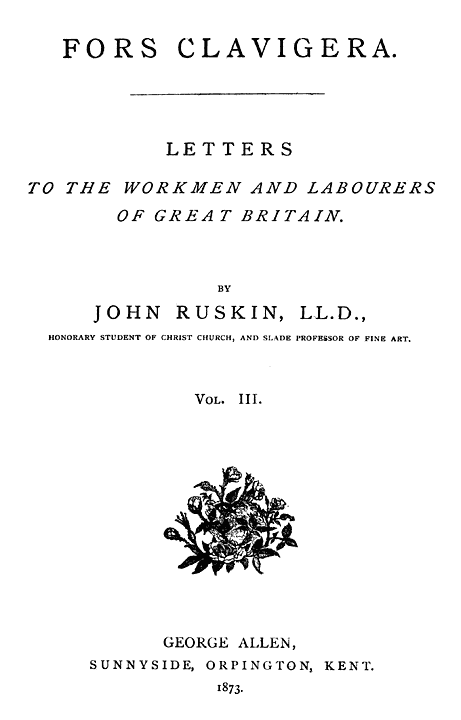 FORS CLAVIGERA.
LETTERS
TO THE WORKMEN AND LABOURERS
OF GREAT BRITAIN.
BY
JOHN RUSKIN, LL.D.,
HONORARY STUDENT OF CHRIST CHURCH, AND SLADE PROFESSOR OF FINE ART.
VOL. III.
GEORGE ALLEN,
SUNNYSIDE, ORPINGTON, KENT.
1873.